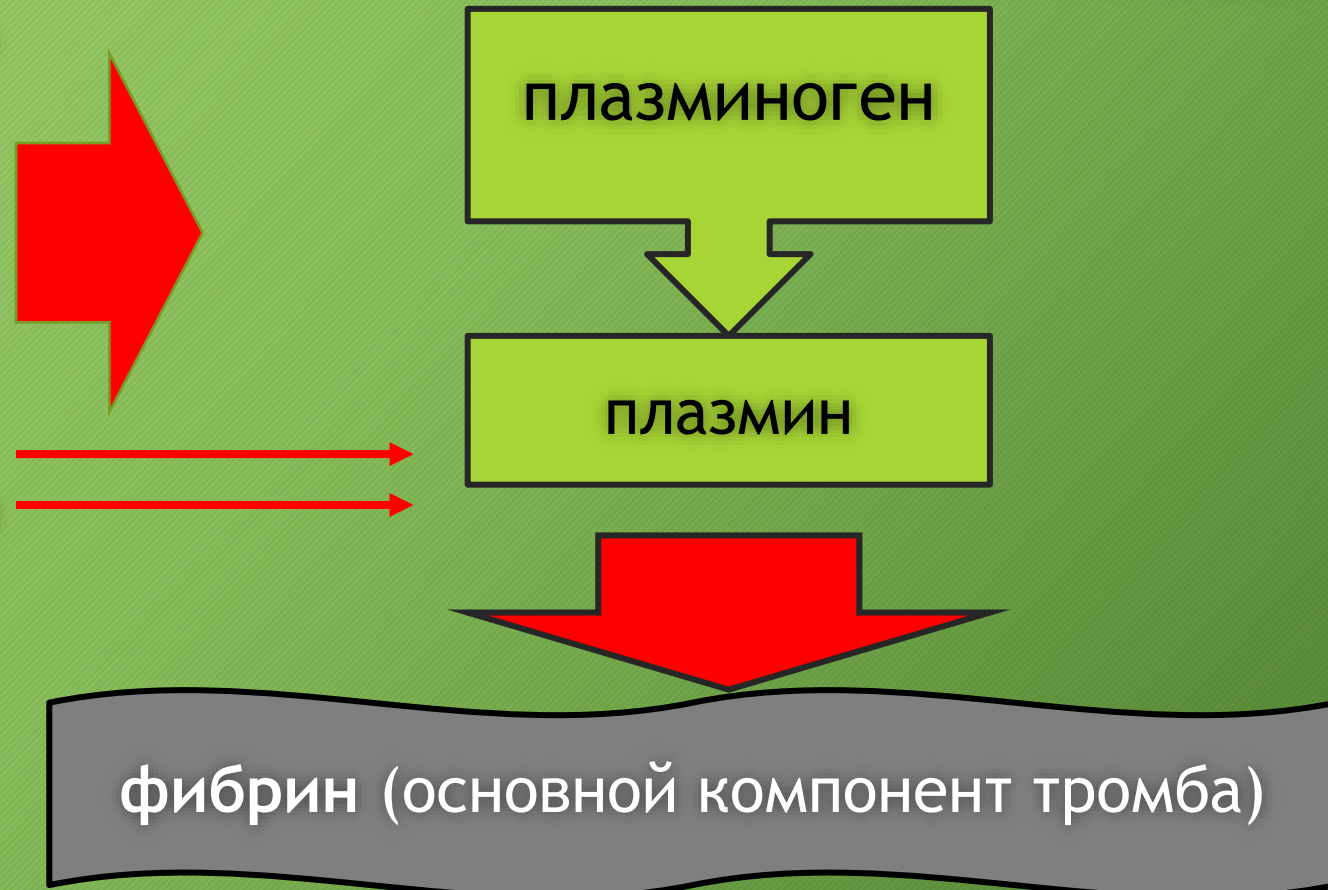 плазминоген
плазмин
фибрин (основной компонент тромба)